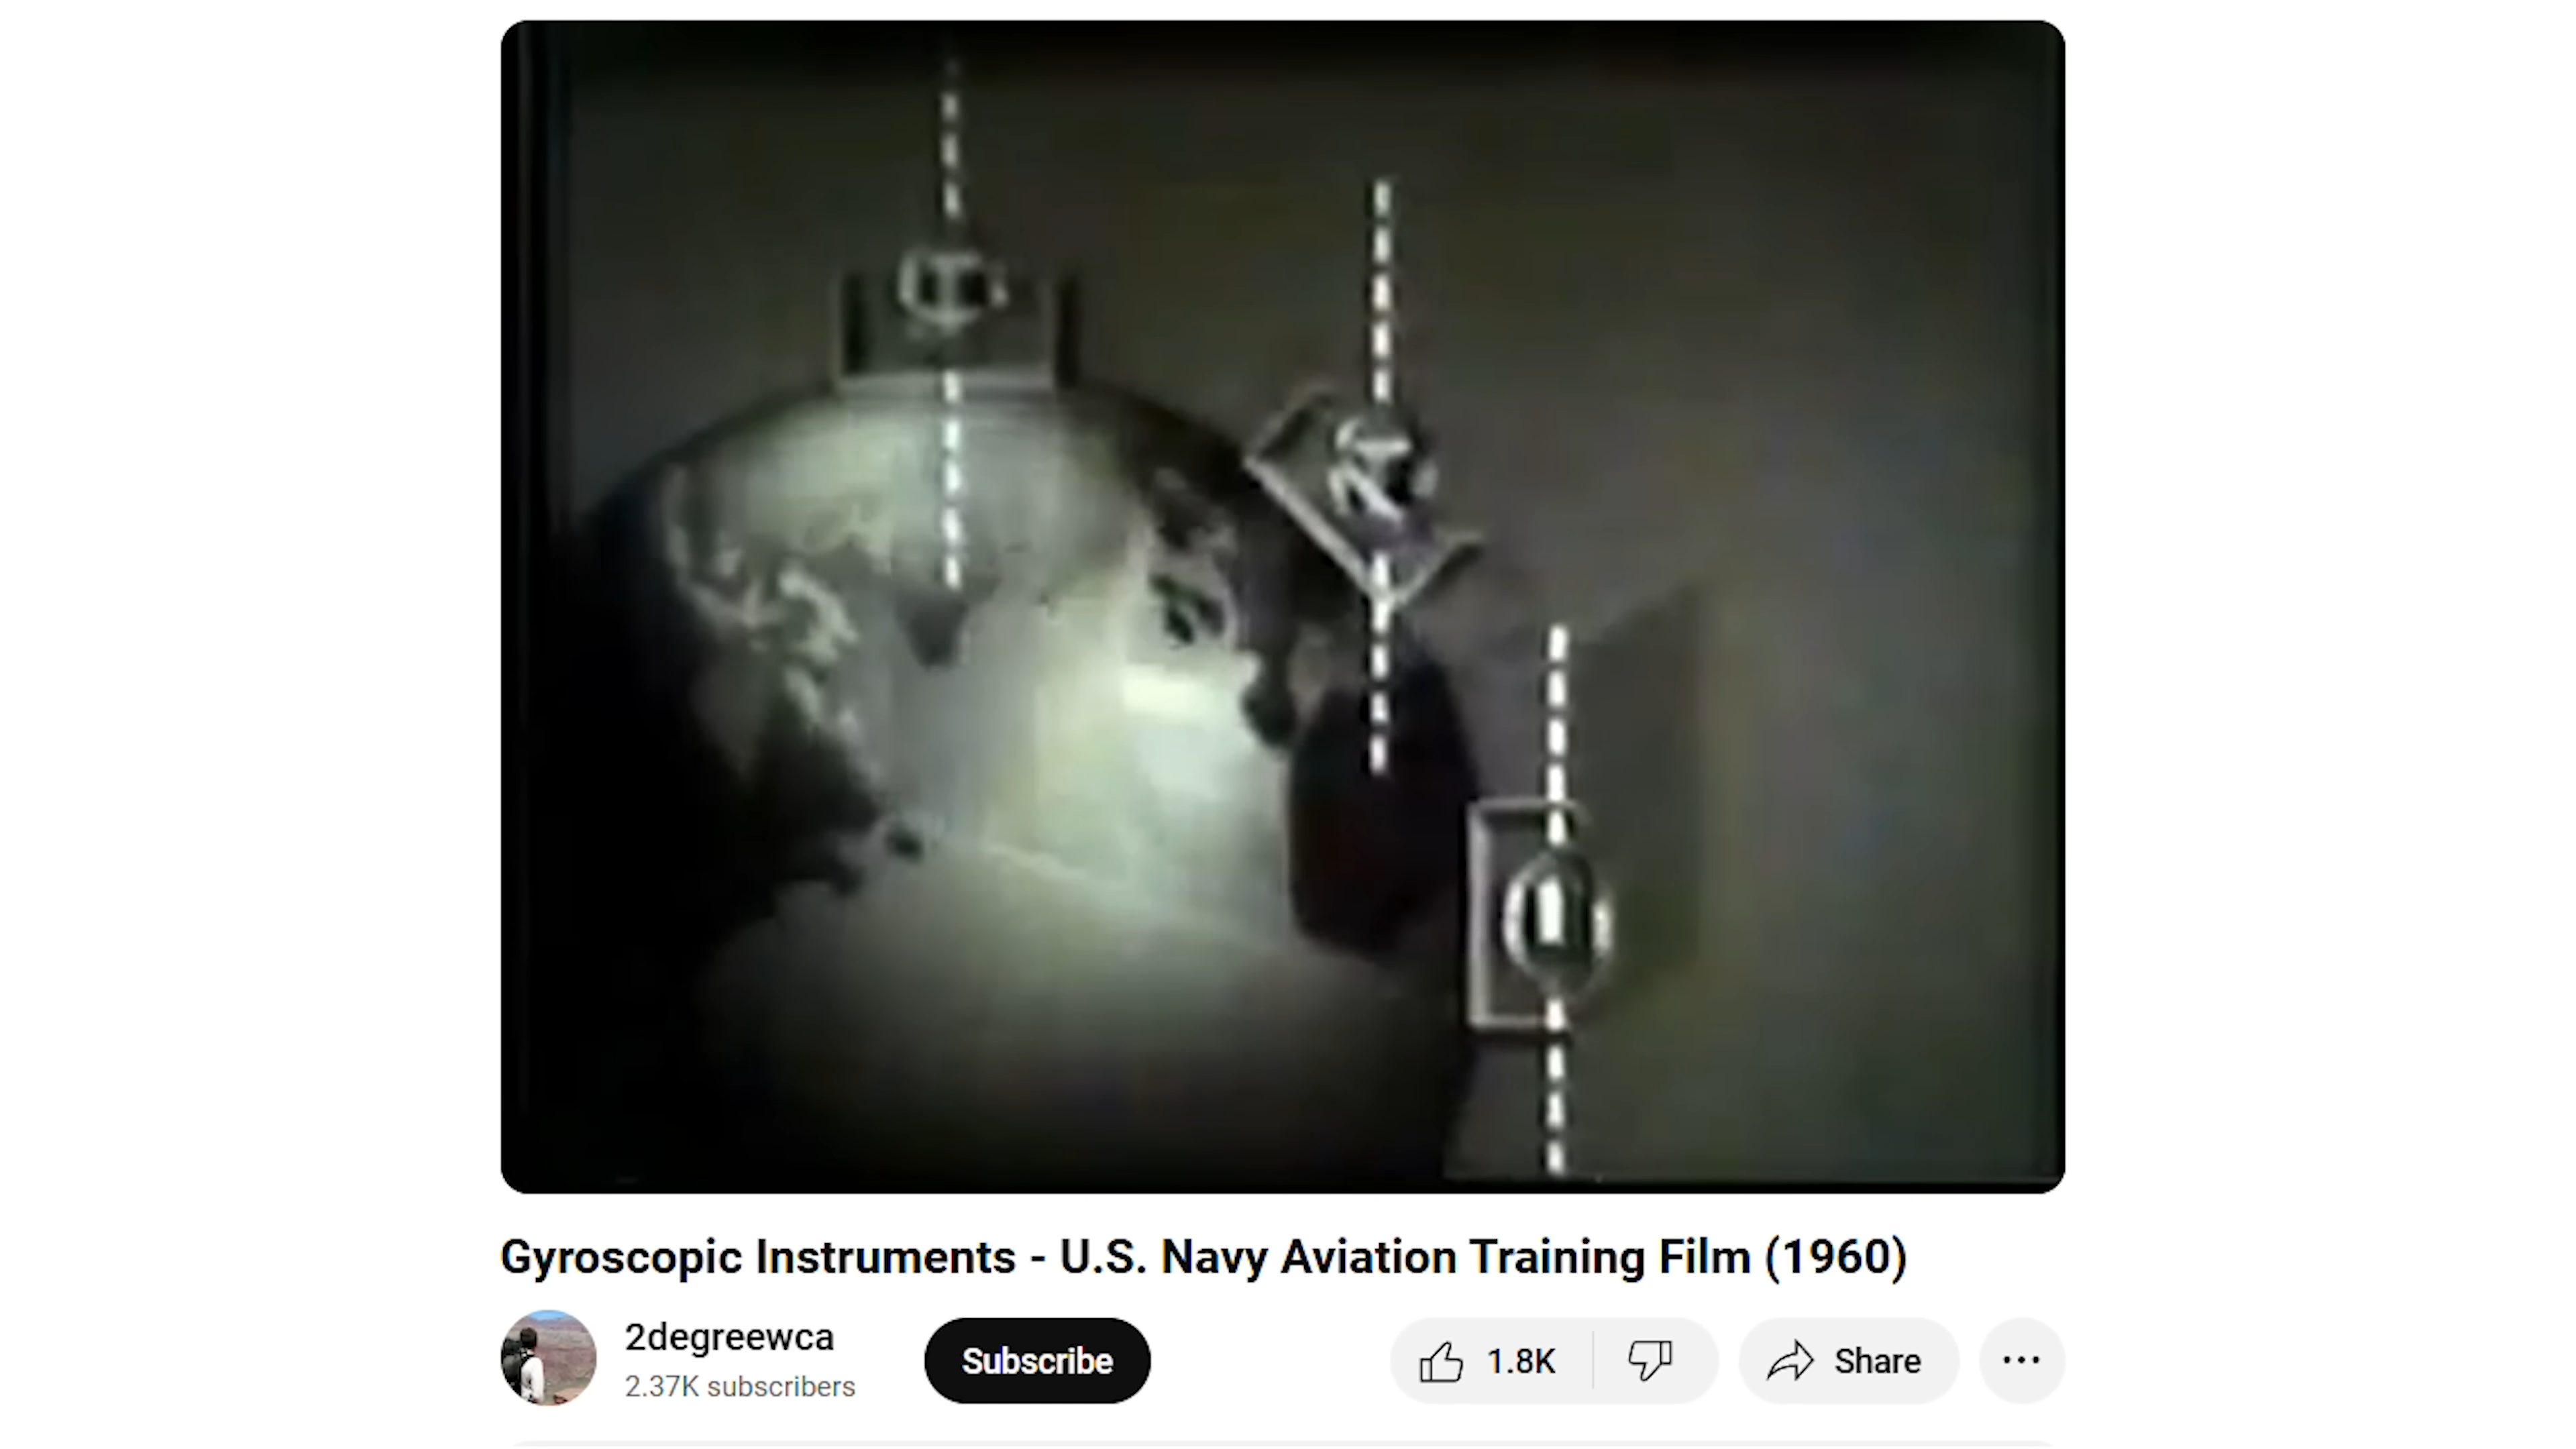 Gyroscopic Instruments - U.S. Navy Aviation Training Film (1960)
2degreewca
2.37K subscribers
Subscribe
1.8K
Share